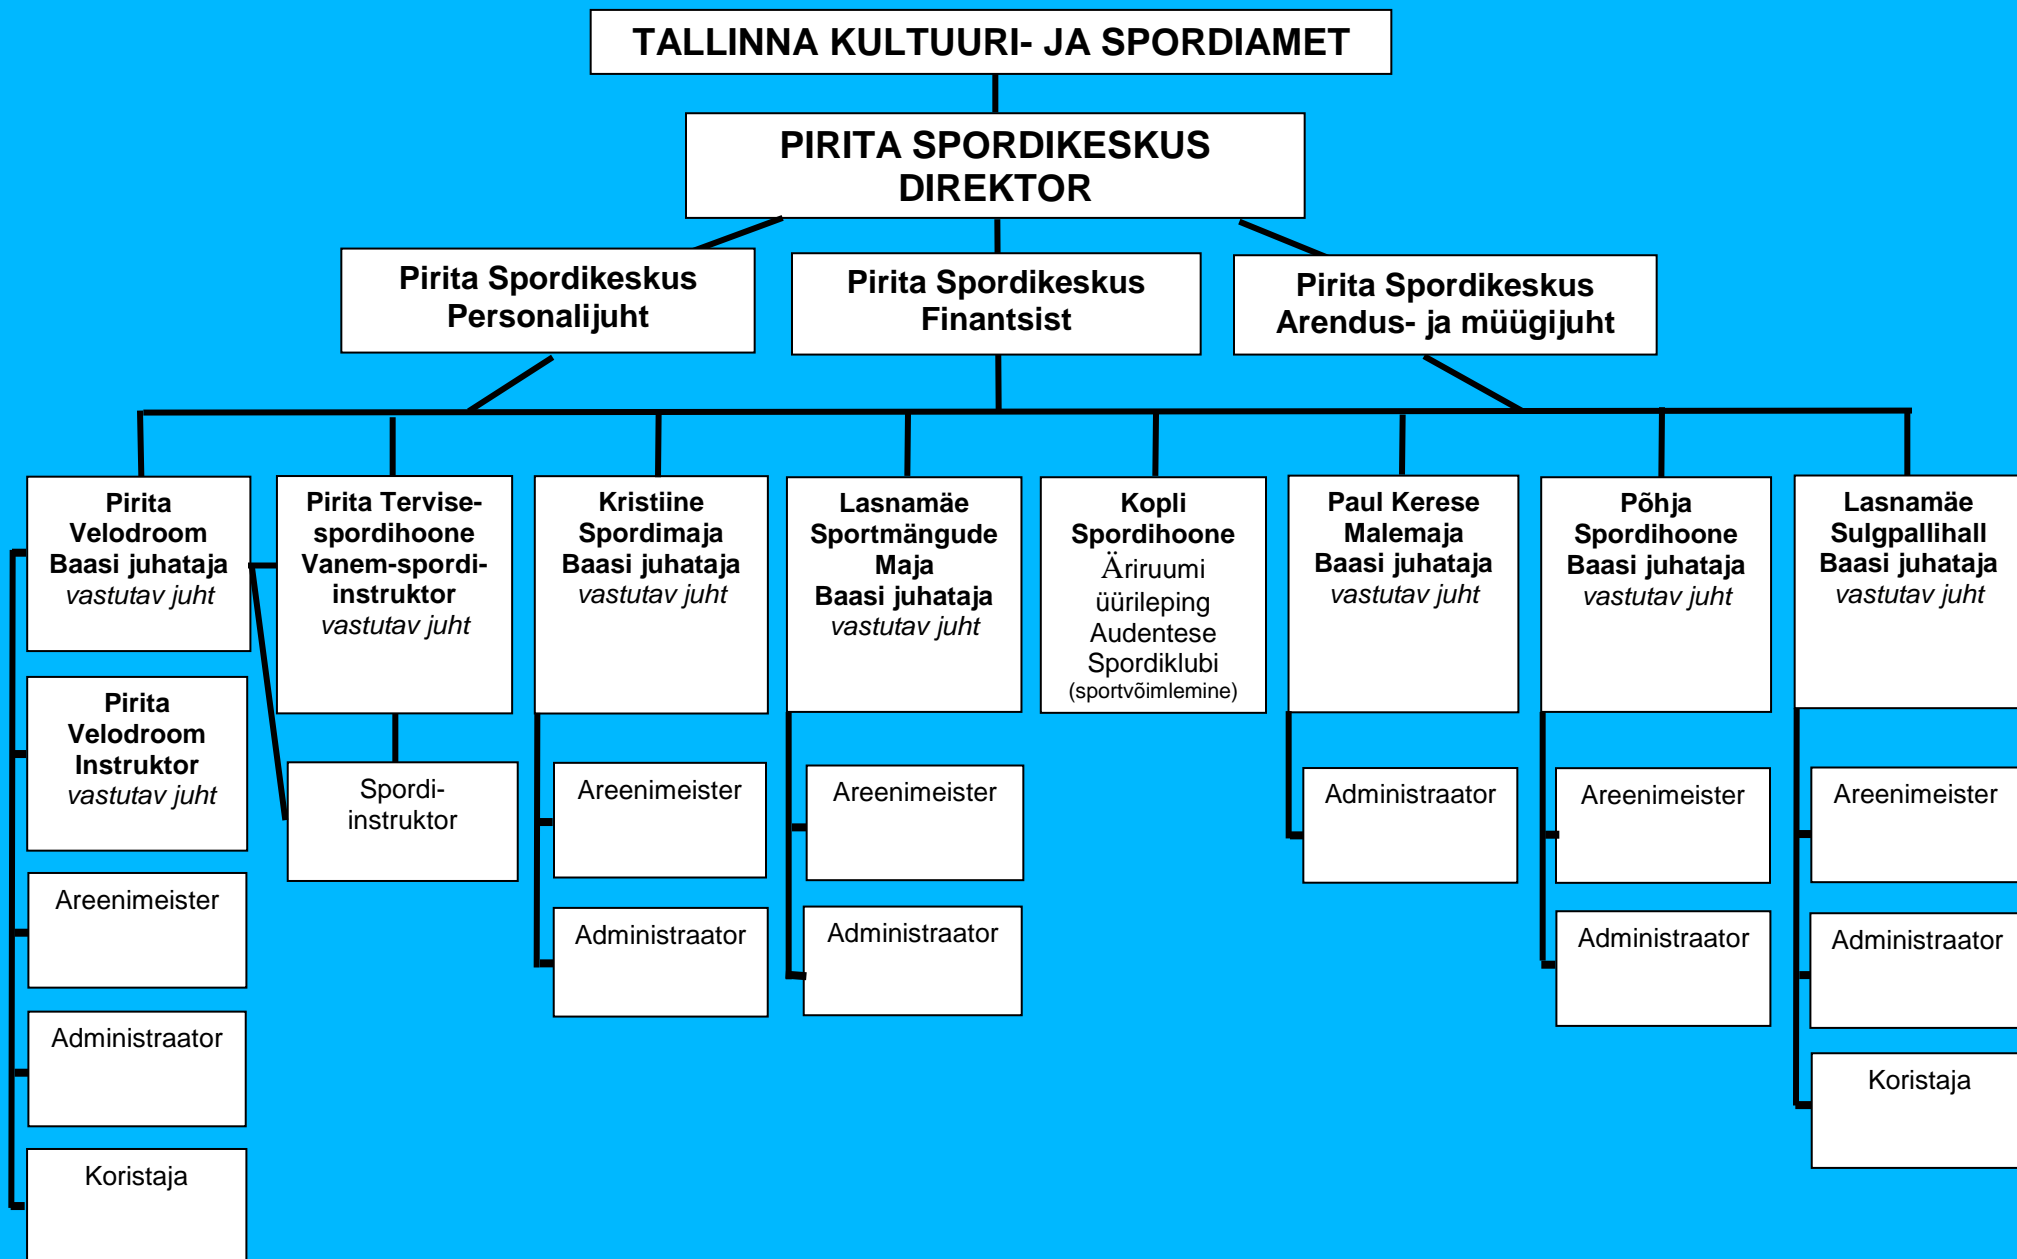 TALLINNA KULTUURI- JA SPORDIAMET
PIRITA SPORDIKESKUS
DIREKTOR
Pirita Spordikeskus
Personalijuht
Pirita Spordikeskus
Finantsist
Pirita Spordikeskus
Arendus- ja müügijuht
Pirita
Velodroom
Baasi juhataja
vastutav juht
Pirita Tervise-
spordihoone
Vanem-spordi-
instruktor
vastutav juht
Kristiine
Spordimaja
Baasi juhataja
vastutav juht
Lasnamäe
Sportmängude
Maja
Baasi juhataja
vastutav juht
Kopli
Spordihoone
Äriruumi
üürileping
Audentese
Spordiklubi
(sportvõimlemine)
Paul Kerese
Malemaja
Baasi juhataja
vastutav juht
Põhja
Spordihoone
Baasi juhataja
vastutav juht
Lasnamäe
Sulgpallihall
Baasi juhataja
vastutav juht
Pirita
Velodroom
Instruktor
vastutav juht
Areenimeister
Administraator
Koristaja
Spordi-
instruktor
Areenimeister
Administraator
Areenimeister
Administraator
Administraator
Areenimeister
Administraator
Areenimeister
Administraator
Koristaja